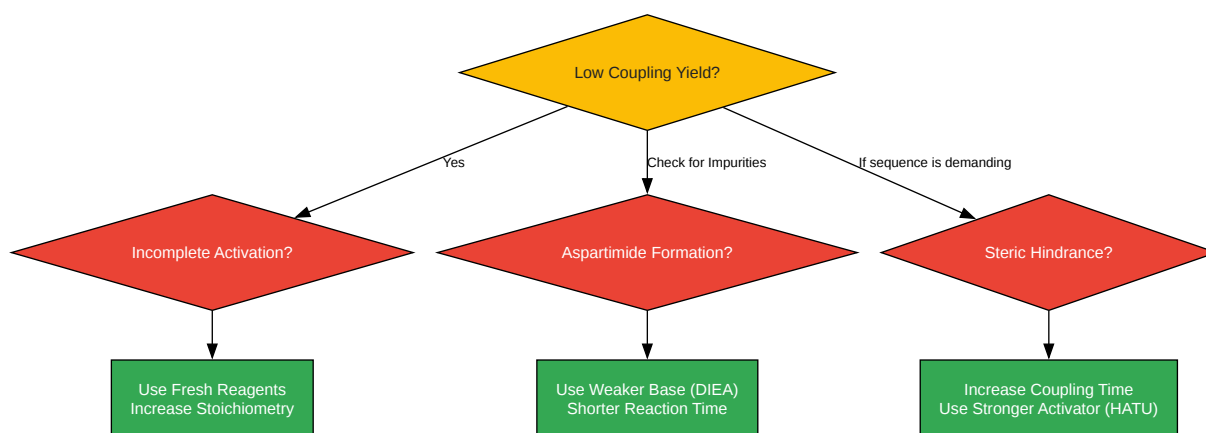 Low Coupling Yield?
Yes
Check for Impurities
If sequence is demanding
Incomplete Activation?
Aspartimide Formation?
Steric Hindrance?
Use Fresh Reagents
Increase Stoichiometry
Use Weaker Base (DIEA)
Shorter Reaction Time
Increase Coupling Time
Use Stronger Activator (HATU)